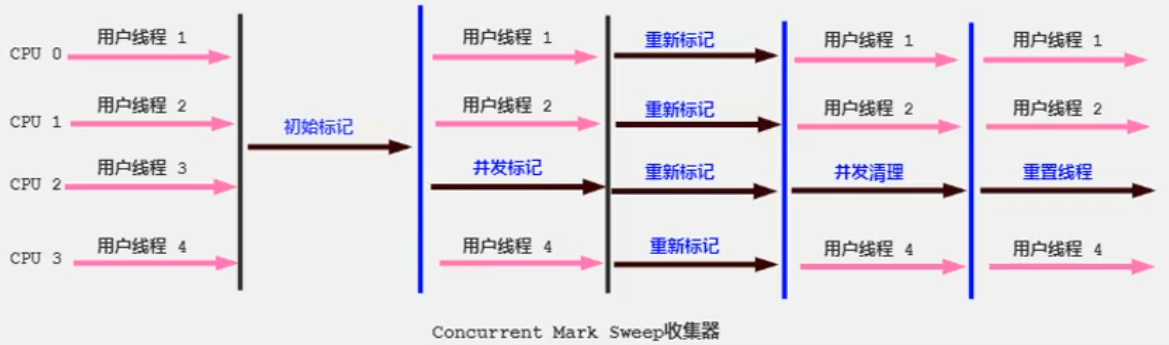 用户线程 1 用户线程 1 重新标记 用户线程 1 用户线程 1
CPU 0
用户线程 2 用户线程 2 重新标记 用户线程 2 用户线程 2
CPU 1
初始标记
用户线程 3 并发标记 重新标记 并发清理 重置线程
CPU 2
用户线程 4 用户线程 4 重新标记 用户线程 4 用户线程 4
CPU 3
Concurrent Mark Sweep收集器